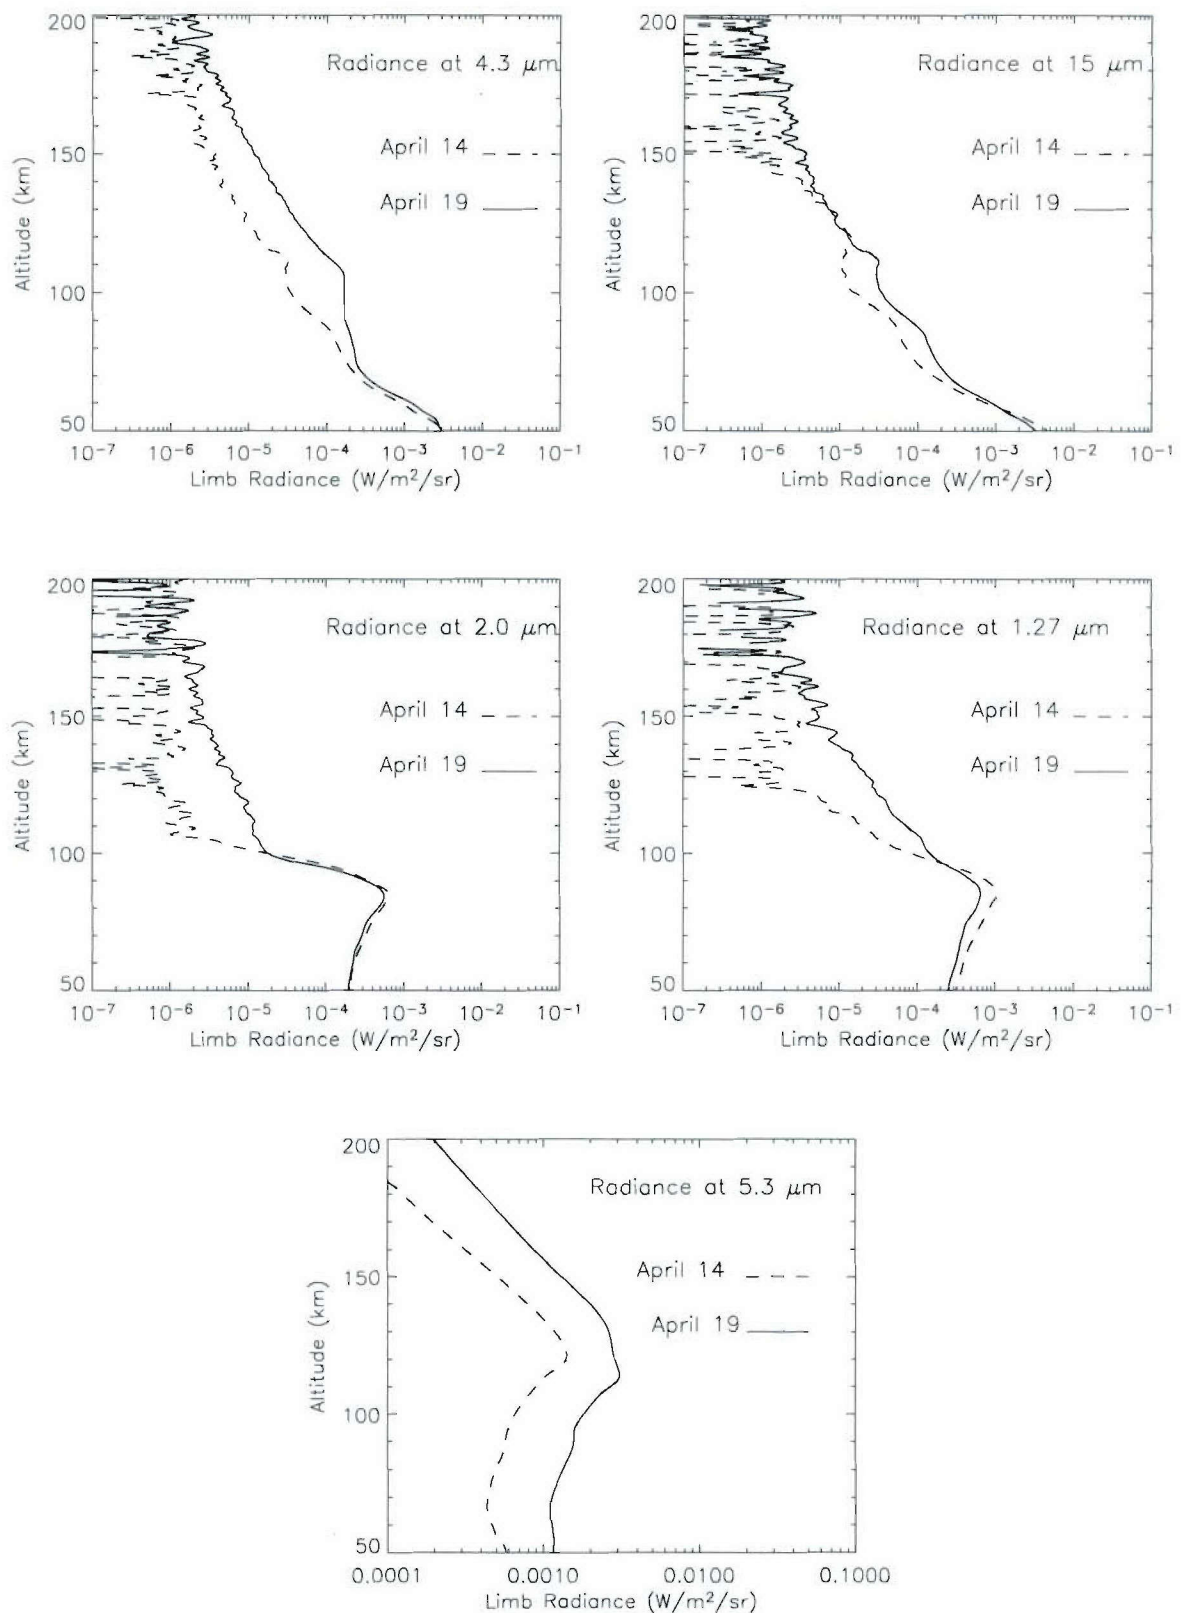 200
150
100
50
Altitude (km)
Radiance at 4.3 μm
April 14
April 19
10⁻⁷ 10⁻⁶ 10⁻⁵ 10⁻⁴ 10⁻³ 10⁻² 10⁻¹
Limb Radiance (W/m²/sr)
200
150
100
50
Altitude (km)
Radiance at 15 μm
April 14
April 19
10⁻⁷ 10⁻⁶ 10⁻⁵ 10⁻⁴ 10⁻³ 10⁻² 10⁻¹
Limb Radiance (W/m²/sr)
200
150
100
50
Altitude (km)
Radiance at 2.0 μm
April 14
April 19
10⁻⁷ 10⁻⁶ 10⁻⁵ 10⁻⁴ 10⁻³ 10⁻² 10⁻¹
Limb Radiance (W/m²/sr)
200
150
100
50
Altitude (km)
Radiance at 1.27 μm
April 14
April 19
10⁻⁷ 10⁻⁶ 10⁻⁵ 10⁻⁴ 10⁻³ 10⁻² 10⁻¹
Limb Radiance (W/m²/sr)
200
150
100
50
Altitude (km)
Radiance at 5.3 μm
April 14
April 19
0.0001 0.0010 0.0100 0.1000
Limb Radiance (W/m²/sr)